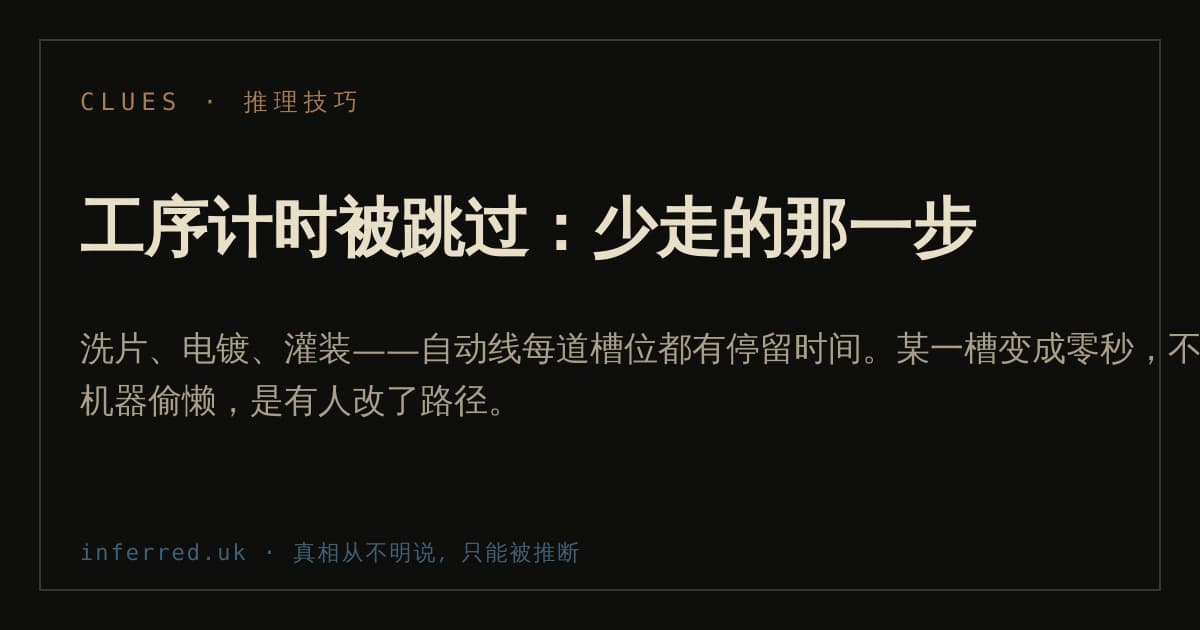 CLUES · 推理技巧
工序计时被跳过：少走的那一步
洗片、电镀、灌装——自动线每道槽位都有停留时间。某一槽变成零秒，不
机器偷懒，是有人改了路径。
inferred.uk · 真相从不明说, 只能被推断